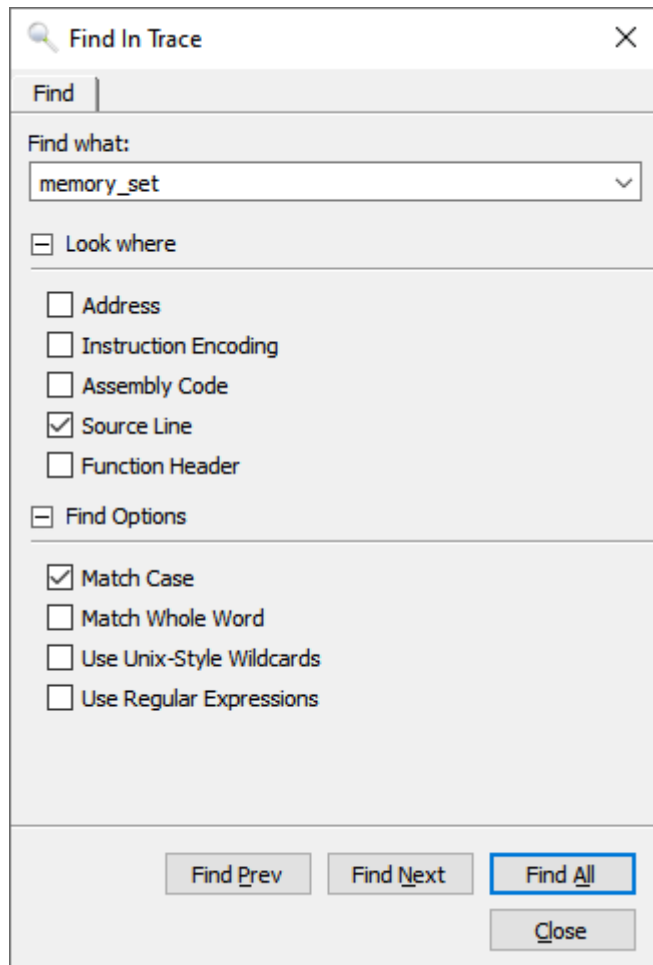 Find In Trace
Find
Find what:
memory_set
Look where
Address
Instruction Encoding
Assembly Code
Source Line
Function Header
Find Options
Match Case
Match Whole Word
Use Unix-Style Wildcards
Use Regular Expressions
Find Prev Find Next Find All
Close